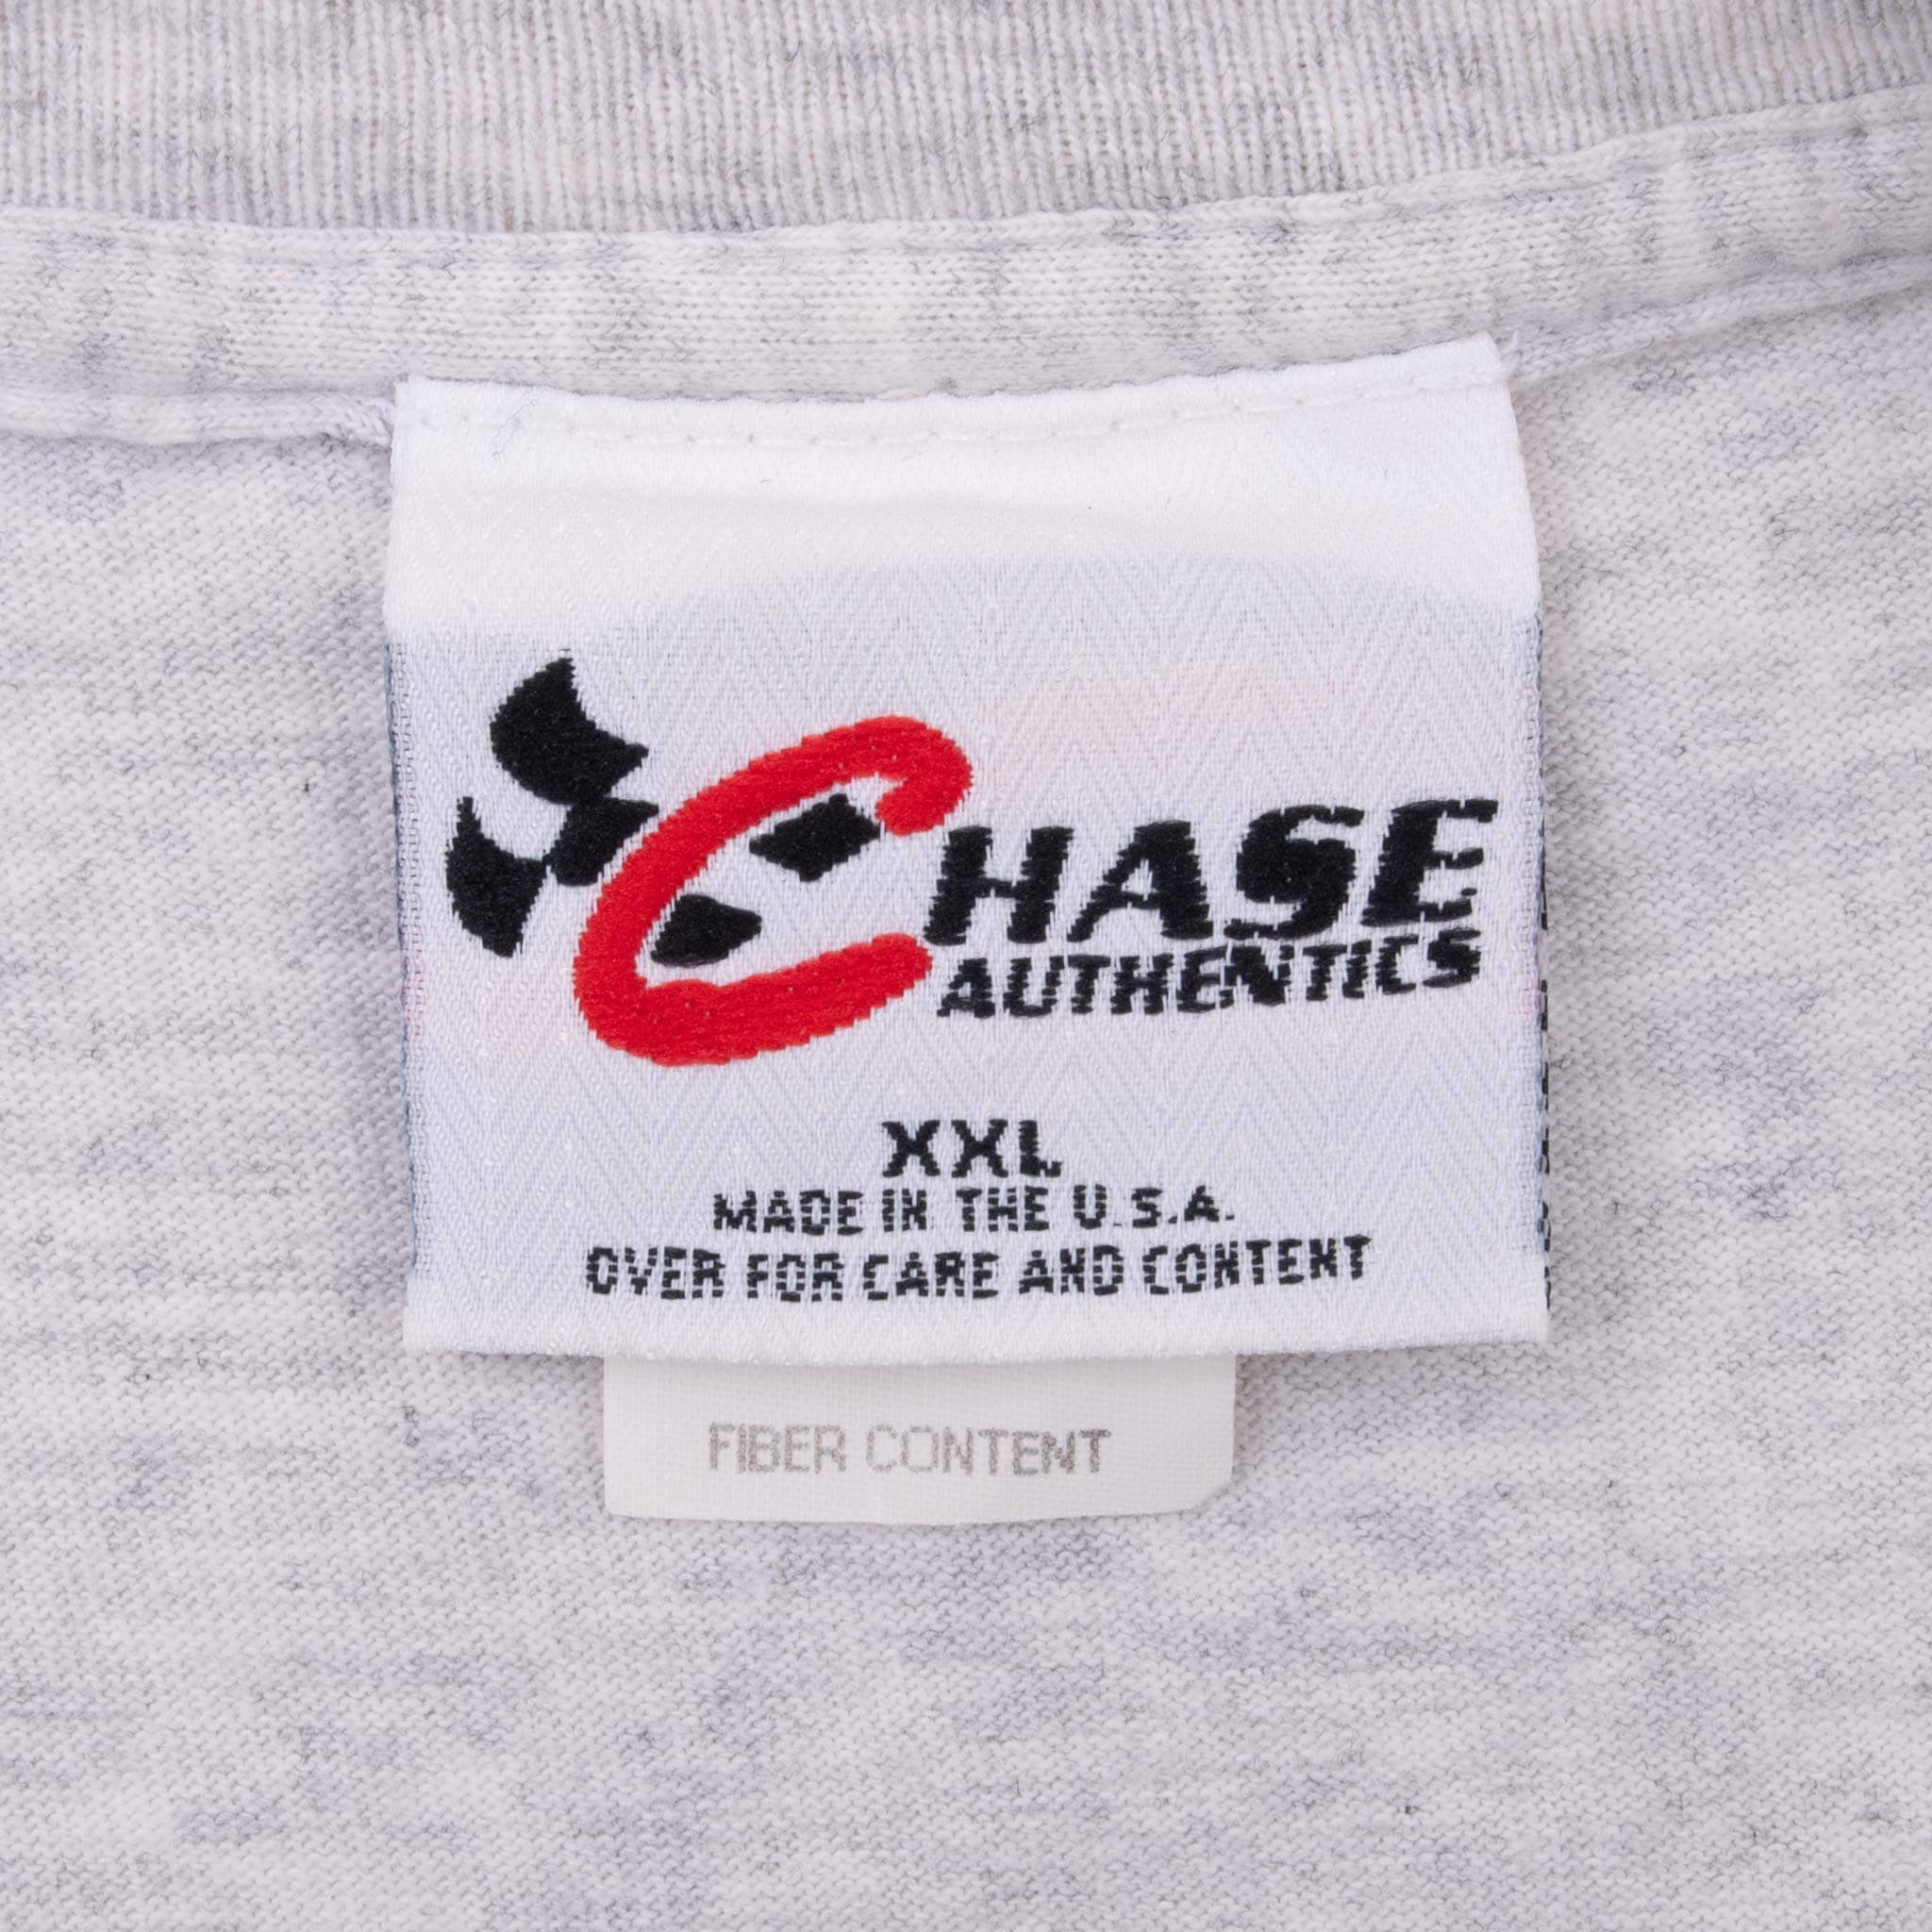 CHASE
AUTHENTICS
XXL
MADE IN THE U.S.A.
OVER FOR CARE AND CONTENT
FIBER CONTENT